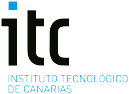 itc
INSTITUTO TECNOLÓGICO
DE CANARIAS